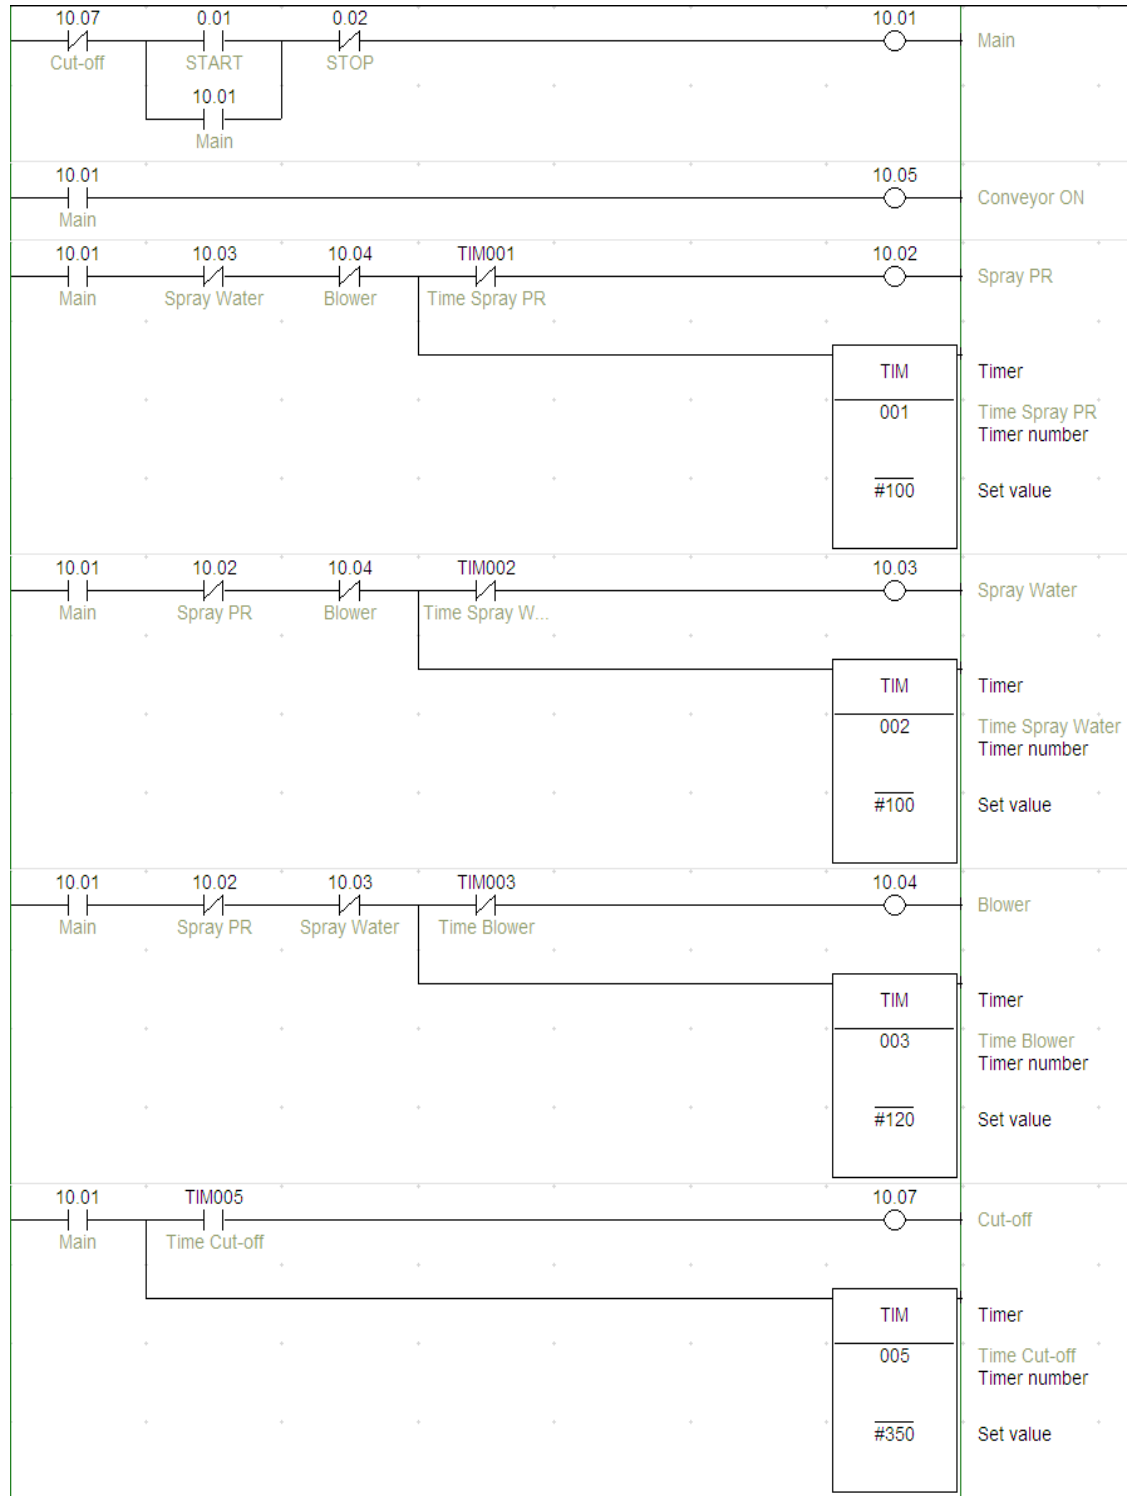 10.07 0.01 0.02 10.01
Main
Cut-off START STOP
10.01
Main
10.01 10.05
Conveyor ON
Main
10.01 10.03 10.04 TIM001 10.02
Spray PR
Main Spray Water Blower Time Spray PR
TIM Timer
001 Time Spray PR
Timer number
#100 Set value
10.01 10.02 10.04 TIM002 10.03
Spray Water
Main Spray PR Blower Time Spray W...
TIM Timer
002 Time Spray Water
Timer number
#100 Set value
10.01 10.02 10.03 TIM003 10.04
Blower
Main Spray PR Spray Water Time Blower
TIM Timer
003 Time Blower
Timer number
#120 Set value
10.01 TIM005 10.07
Cut-off
Main Time Cut-off
TIM Timer
005 Time Cut-off
Timer number
#350 Set value